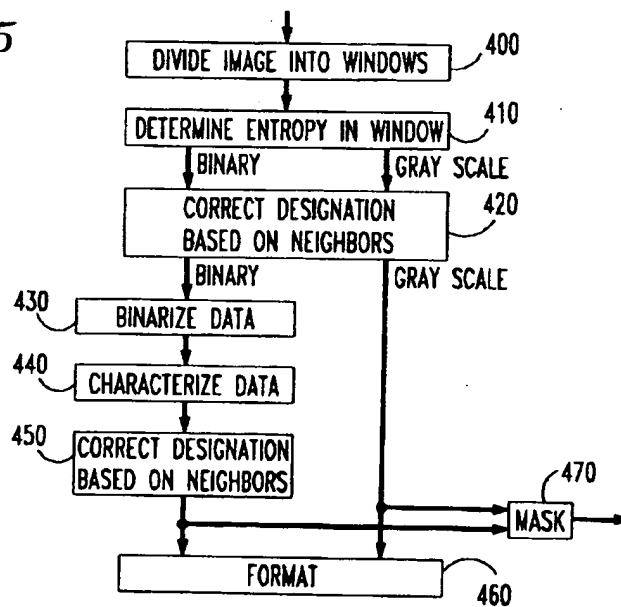 5
DIVIDE IMAGE INTO WINDOWS
400
DETERMINE ENTROPY IN WINDOW
410
BINARY
GRAY SCALE
CORRECT DESIGNATION
BASED ON NEIGHBORS
420
BINARY
GRAY SCALE
430
BINARIZE DATA
440
CHARACTERIZE DATA
450
CORRECT DESIGNATION
BASED ON NEIGHBORS
470
MASK
FORMAT
460